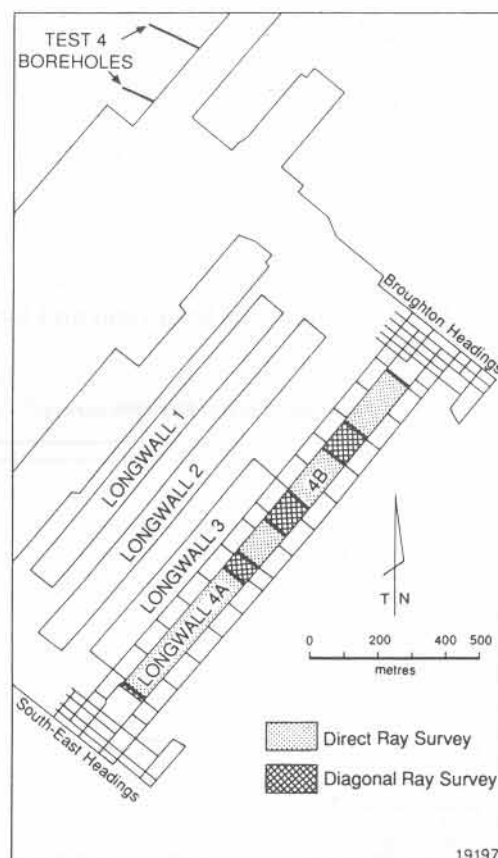 TEST 4
BOREHOLES
Broughton Headings
LONGWALL 1
LONGWALL 2
LONGWALL 3
4B
LONGWALL 4A
T N
0 200 400 500
metres
South-East Headings
Direct Ray Survey
Diagonal Ray Survey
19197